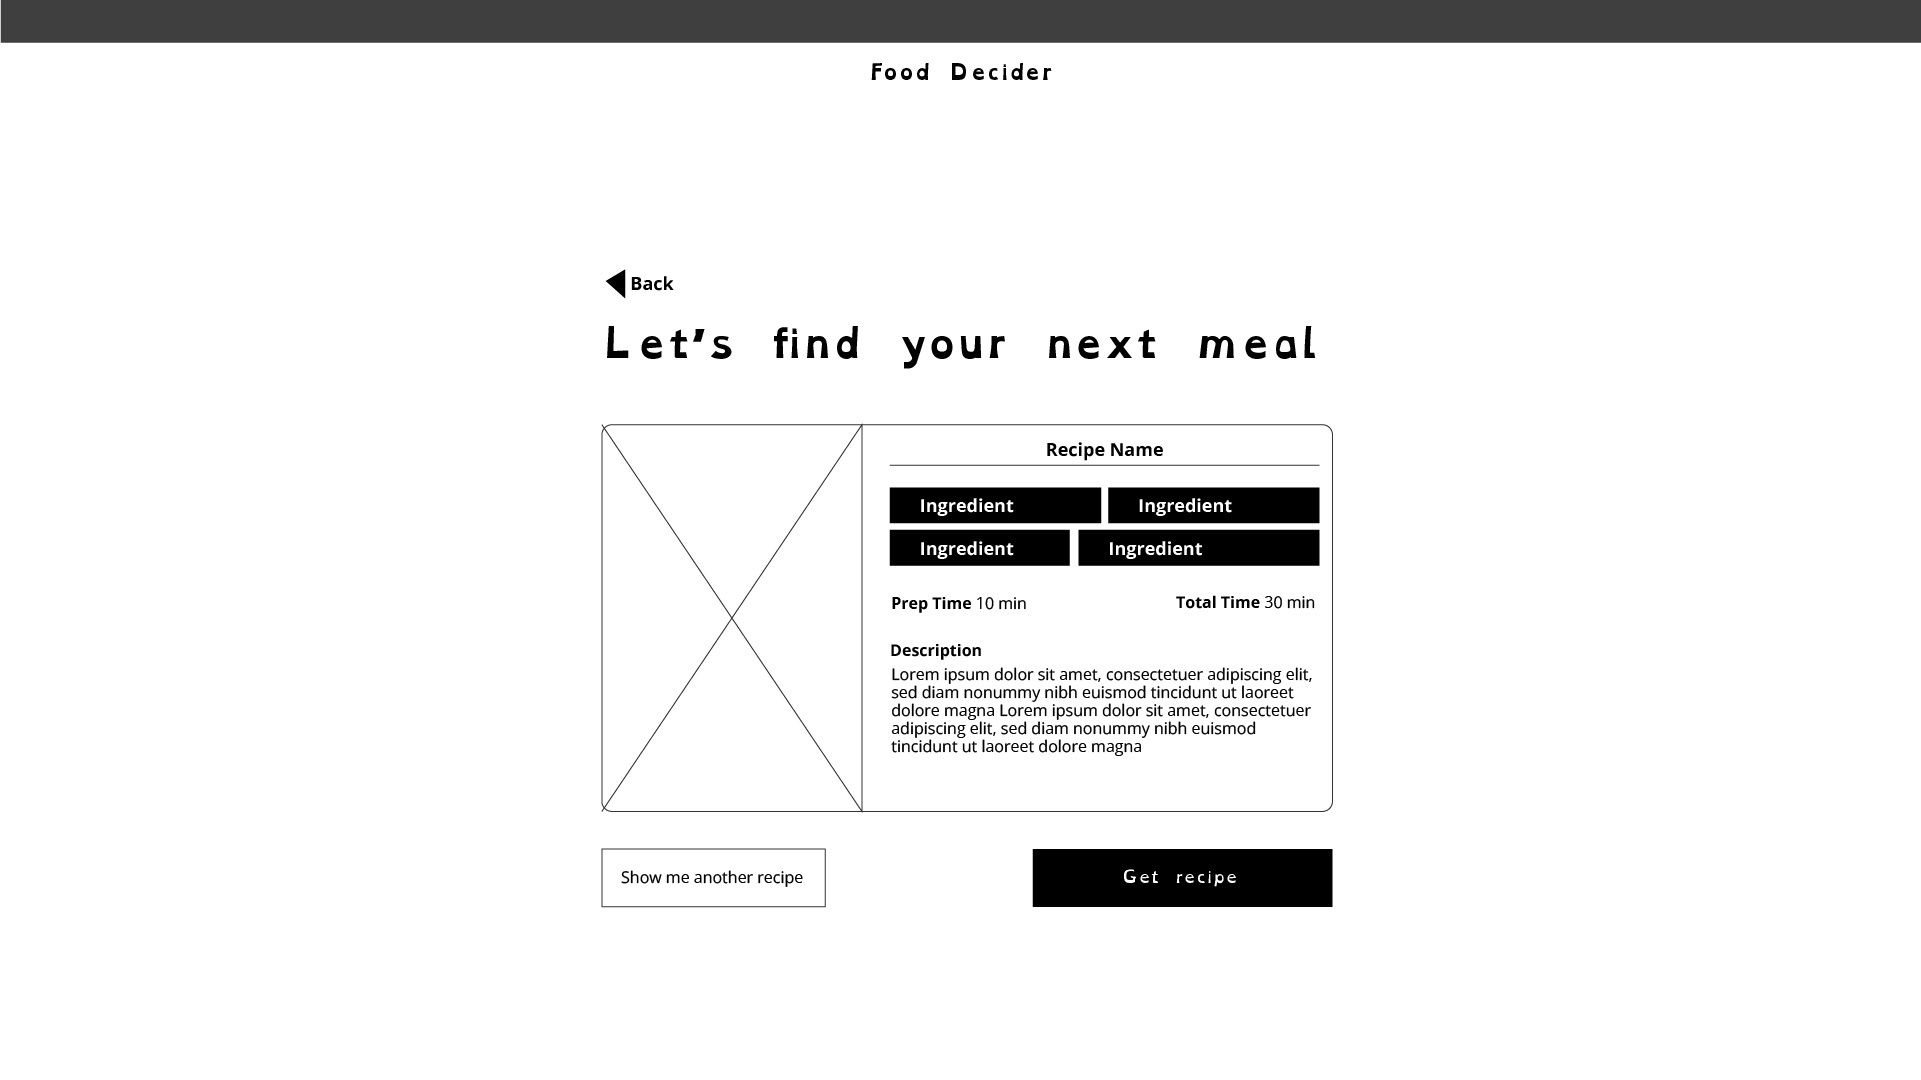 Food Decider
Back
Let's find your next meal
Recipe Name
Ingredient Ingredient
Ingredient Ingredient
Prep Time 10 min Total Time 30 min
Description
Lorem ipsum dolor sit amet, consectetuer adipiscing elit,
sed diam nonummy nibh euismod tincidunt ut laoreet
dolore magna Lorem ipsum dolor sit amet, consectetuer
adipiscing elit, sed diam nonummy nibh euismod
tincidunt ut laoreet dolore magna
Show me another recipe Get recipe